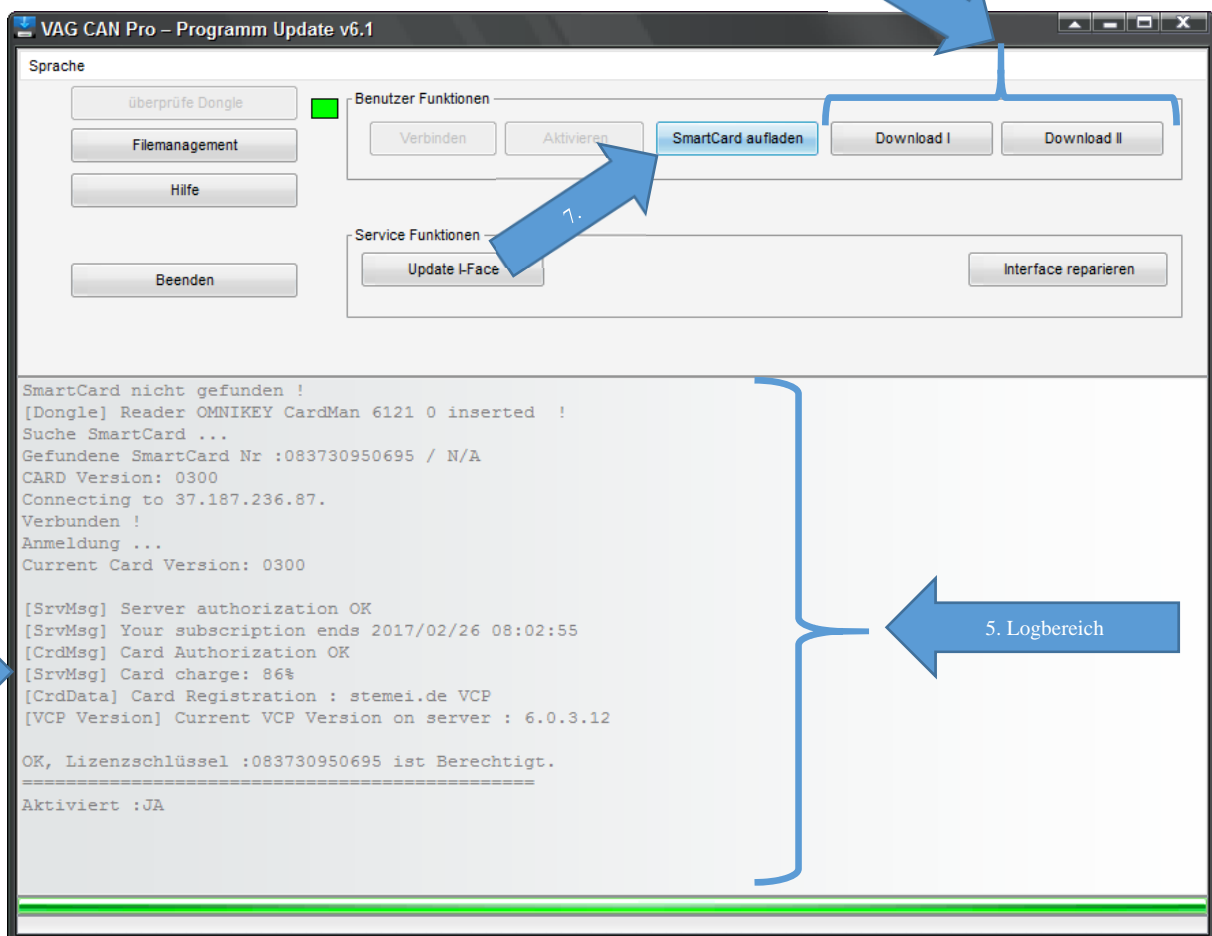 VAG CAN Pro – Programm Update v6.1
Sprache
überprüfe Dongle
Filemanagement
Hilfe
Beenden
Benutzer Funktionen
Verbinden
Aktivieren
SmartCard aufladen
Download I
Download II
7.
Service Funktionen
Update I-Face
Interface reparieren
SmartCard nicht gefunden !
[Dongle] Reader OMNIKEY CardMan 6121 0 inserted  !
Suche SmartCard ...
Gefundene SmartCard Nr :083730950695 / N/A
CARD Version: 0300
Connecting to 37.187.236.87.
Verbunden !
Anmeldung ...
Current Card Version: 0300
[SrvMsg] Server authorization OK
[SrvMsg] Your subscription ends 2017/02/26 08:02:55
[CrdMsg] Card Authorization OK
[SrvMsg] Card charge: 86%
[CrdData] Card Registration : stemei.de VCP
[VCP Version] Current VCP Version on server : 6.0.3.12
OK, Lizenzschlüssel :083730950695 ist Berechtigt.
===============================================
Aktiviert :JA
5. Logbereich